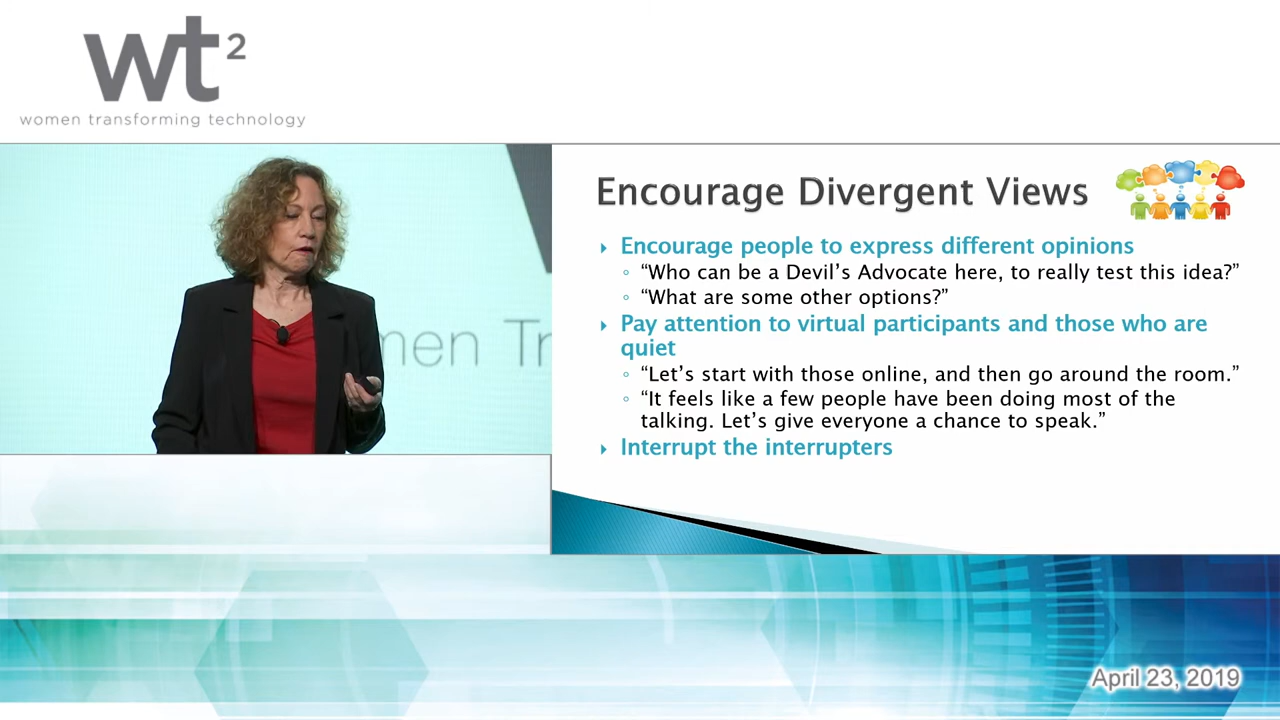 wt2
women transforming technology
men Tr
Encourage Divergent Views
Encourage people to express different opinions
“Who can be a Devil’s Advocate here, to really test this idea?”
“What are some other options?”
Pay attention to virtual participants and those who are
quiet
“Let’s start with those online, and then go around the room.”
“It feels like a few people have been doing most of the
talking. Let’s give everyone a chance to speak.”
Interrupt the interrupters
April 23, 2019